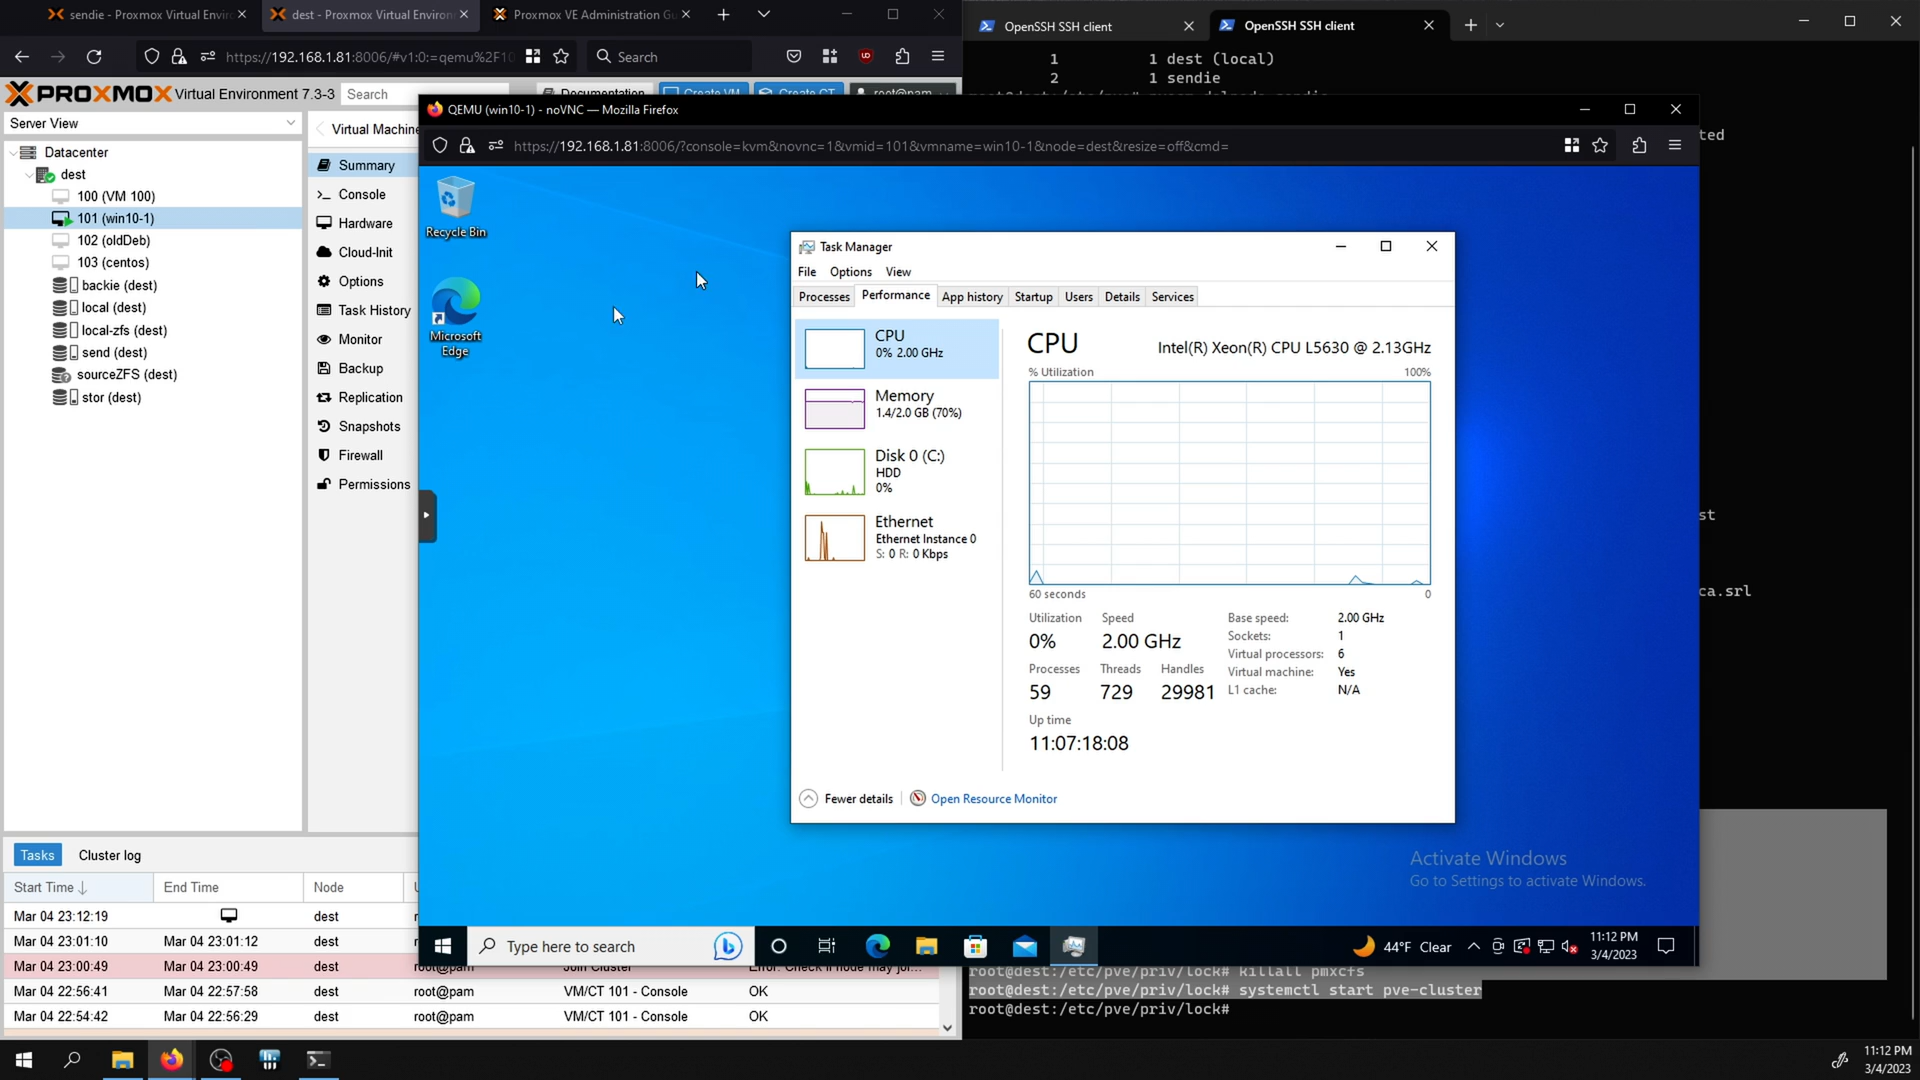 sendie - Proxmox Virtual Enviro
dest - Proxmox Virtual Environ
Proxmox VE Administration Gu
https://192.168.1.81:8006/#v1:0:=qemu%2F10
Search
PROXMOX Virtual Environment 7.3-3
Search
Documentation
Create VM
Create CT
root@pam
Server View
Datacenter
dest
100 (VM 100)
101 (win10-1)
102 (oldDeb)
103 (centos)
backie (dest)
local (dest)
local-zfs (dest)
send (dest)
sourceZFS (dest)
stor (dest)
Virtual Machine
Summary
Console
Hardware
Cloud-Init
Options
Task History
Monitor
Backup
Replication
Snapshots
Firewall
Permissions
OpenSSH SSH client
OpenSSH SSH client
1 1 dest (local)
2 1 sendie
QEMU (win10-1) - noVNC — Mozilla Firefox
https://192.168.1.81:8006/?console=kvm&novnc=1&vmid=101&vmname=win10-1&node=dest&resize=off&cmd=
ted
st
ca.srl
Recycle Bin
Microsoft
Edge
Task Manager
File Options View
Processes Performance App history Startup Users Details Services
CPU
0% 2.00 GHz
Memory
1.4/2.0 GB (70%)
Disk 0 (C:)
HDD
0%
Ethernet
Ethernet Instance 0
S: 0 R: 0 Kbps
CPU
Intel(R) Xeon(R) CPU L5630 @ 2.13GHz
% Utilization 100%
60 seconds 0
Utilization Speed
0% 2.00 GHz
Processes Threads Handles
59 729 29981
Up time
11:07:18:08
Base speed: 2.00 GHz
Sockets: 1
Virtual processors: 6
Virtual machine: Yes
L1 cache: N/A
Fewer details
Open Resource Monitor
Activate Windows
Go to Settings to activate Windows.
Type here to search
44°F Clear
11:12 PM
3/4/2023
Tasks Cluster log
Start Time End Time Node
Mar 04 23:12:19 dest
Mar 04 23:01:10 Mar 04 23:01:12 dest
Mar 04 23:00:49 Mar 04 23:00:49 dest root@pam Join Cluster
Mar 04 22:56:41 Mar 04 22:57:58 dest root@pam VM/CT 101 - Console OK
Mar 04 22:54:42 Mar 04 22:56:29 dest root@pam VM/CT 101 - Console OK
root@dest:/etc/pve/priv/lock# killall pmxcfs
root@dest:/etc/pve/priv/lock# systemctl start pve-cluster
root@dest:/etc/pve/priv/lock#
11:12 PM
3/4/2023